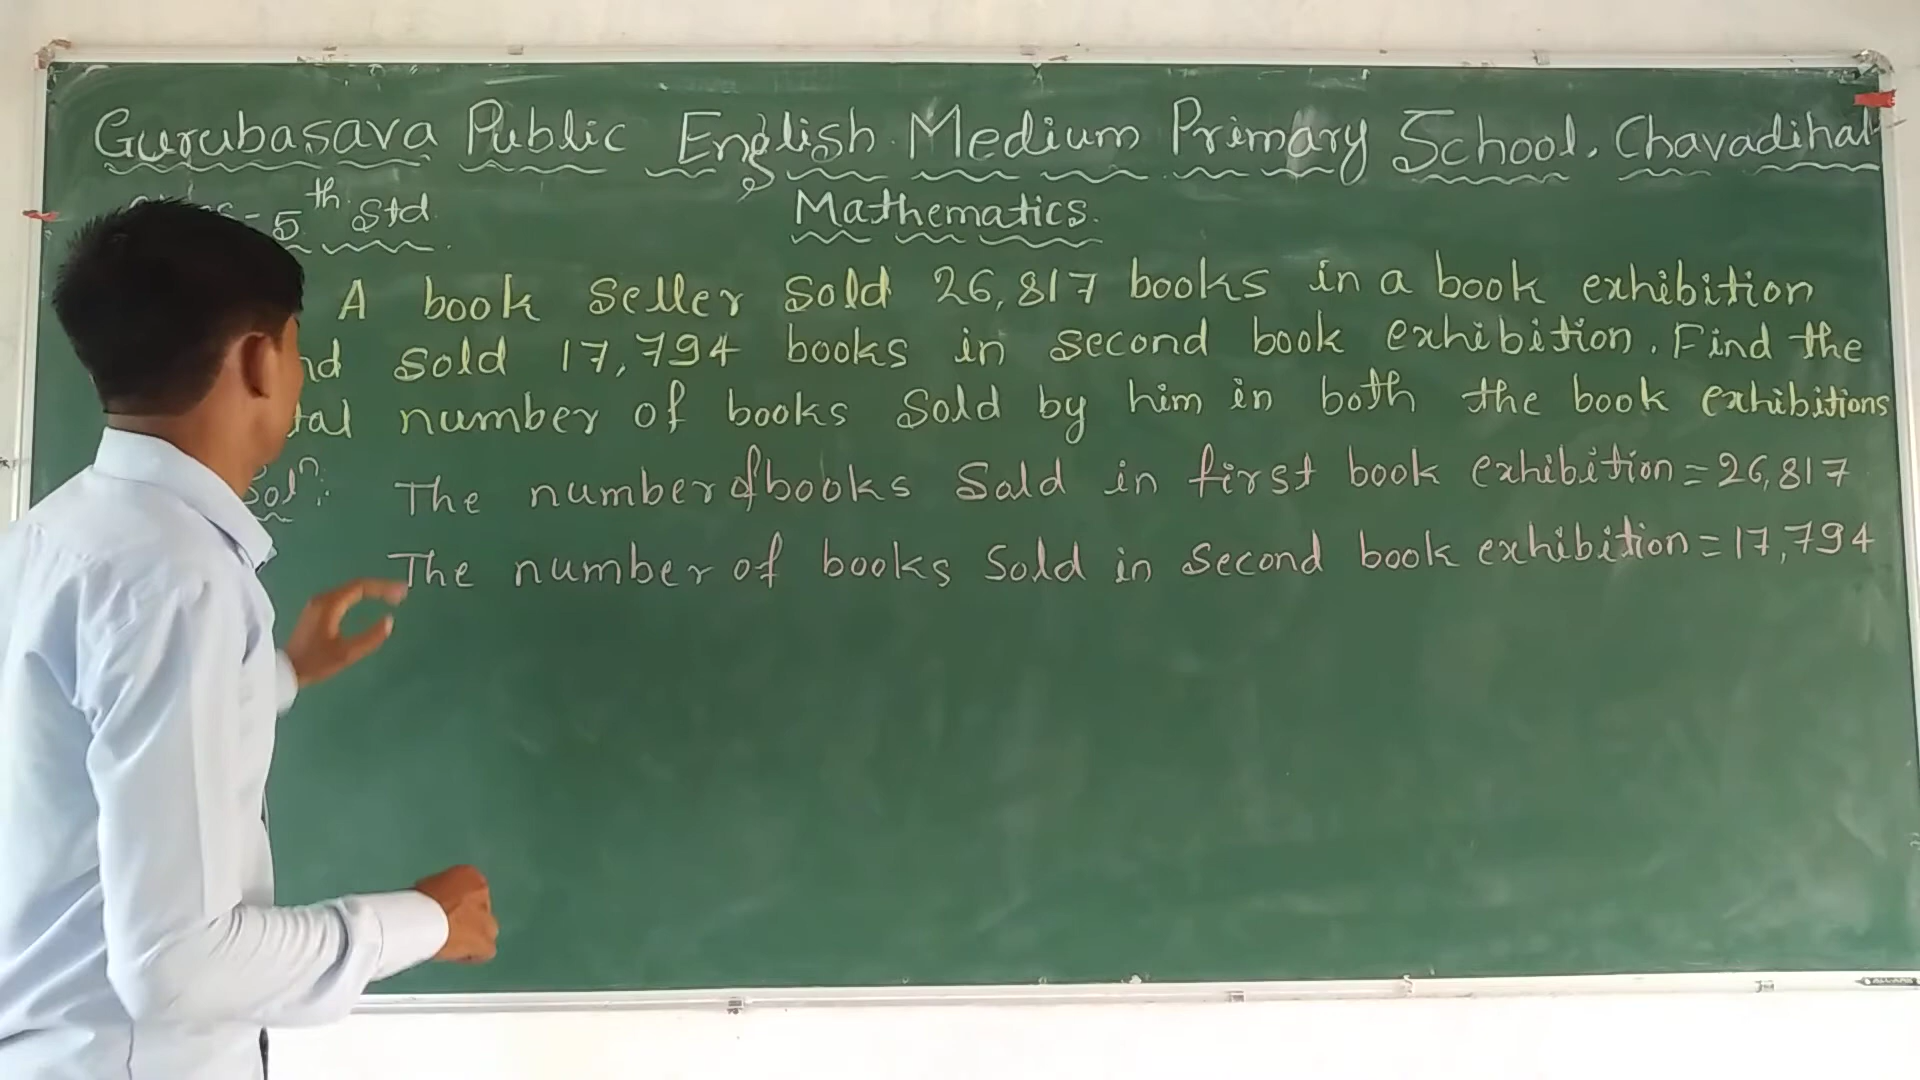 Gurubasava Public English Medium Primary School, Chavadihal
5th Std.
Mathematics.
A book seller sold 26,817 books in a book exhibition
sold 17,794 books in second book exhibition. Find the
number of books sold by him in both the book exhibitions
Soln: The number of books Sold in first book exhibition = 26,817
The number of books Sold in second book exhibition = 17,794